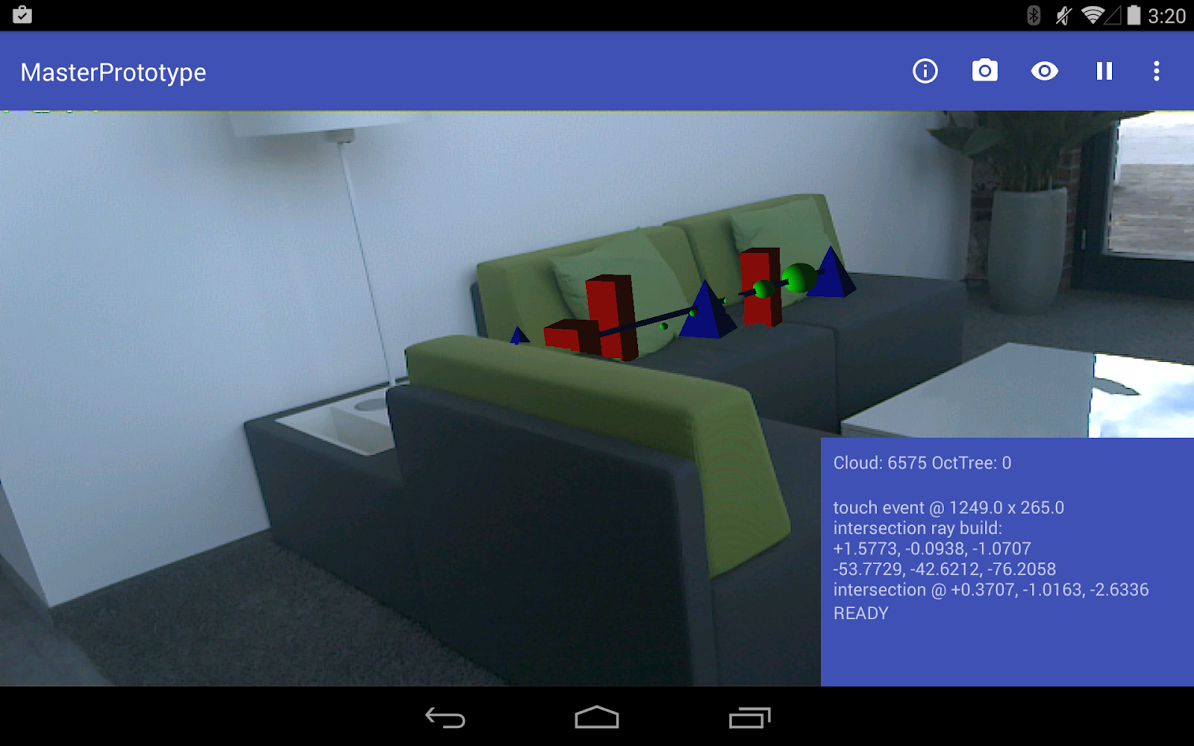 3:20
MasterPrototype
Cloud: 6575 OctTree: 0
touch event @ 1249.0 x 265.0
intersection ray build:
+1.5773, -0.0938, -1.0707
-53.7729, -42.6212, -76.2058
intersection @ +0.3707, -1.0163, -2.6336
READY